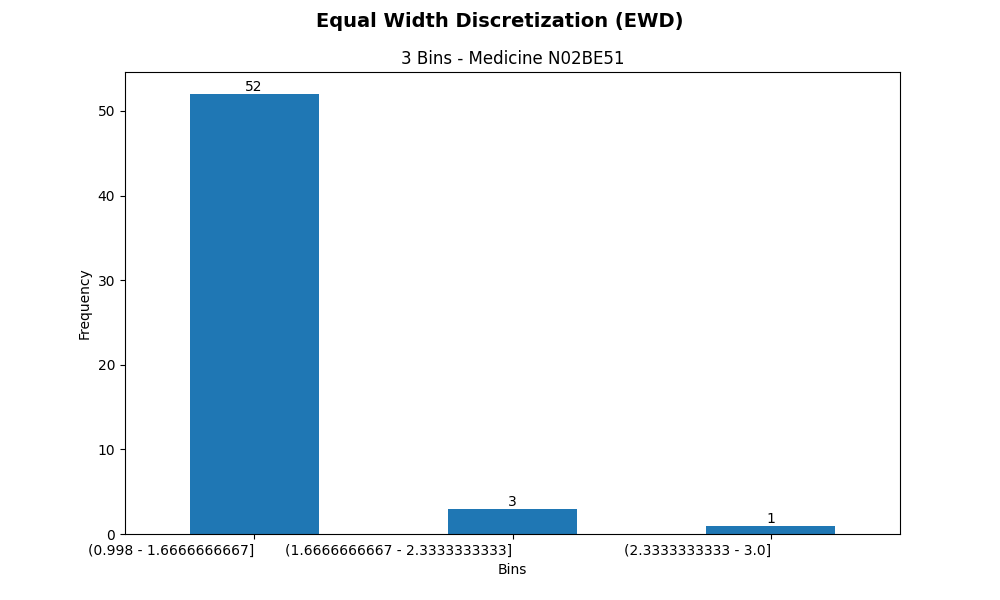 Equal Width Discretization (EWD)
3 Bins - Medicine N02BE51
52
50
40
30
20
10
0
3
1
Frequency
(0.998 - 1.6666666667] (1.6666666667 - 2.3333333333] (2.3333333333 - 3.0]
Bins